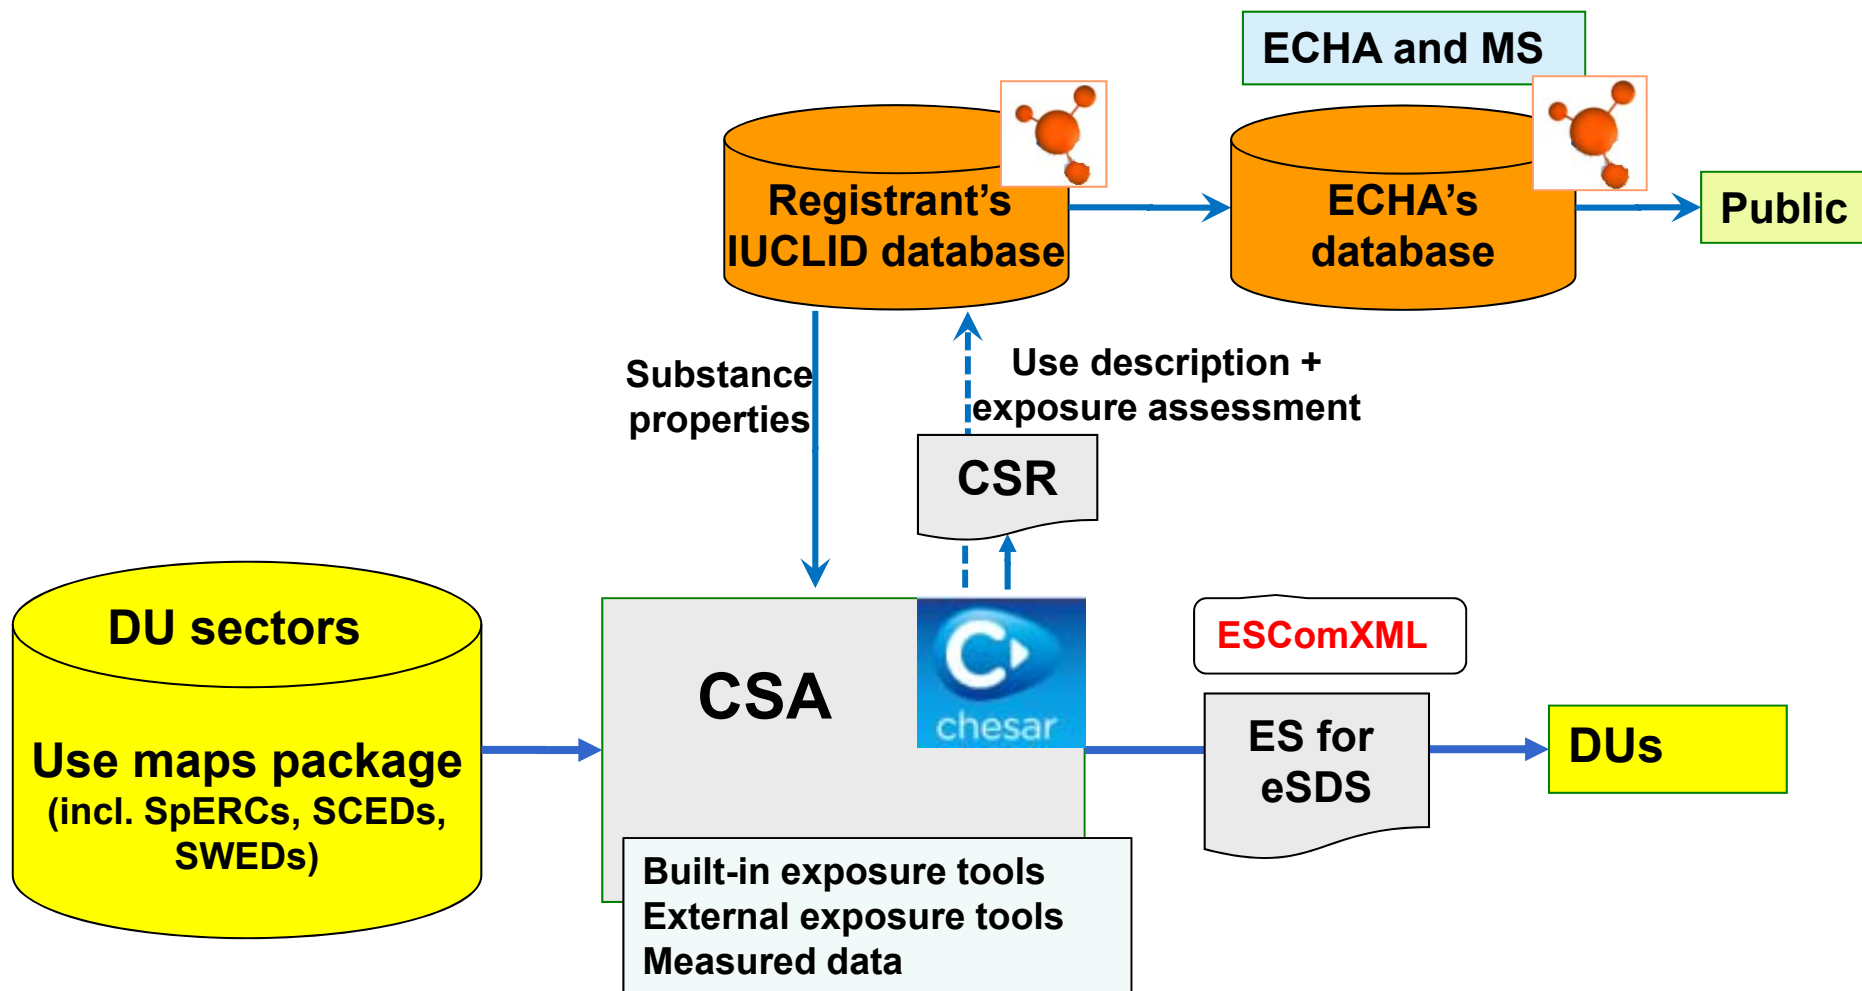 ECHA and MS
Registrant’s
IUCLID database
ECHA’s
database
Public
Substance
properties
Use description +
exposure assessment
CSR
DU sectors
Use maps package
(incl. SpERCs, SCEDs,
SWEDs)
CSA
chesar
ESComXML
ES for
eSDS
DUs
Built-in exposure tools
External exposure tools
Measured data